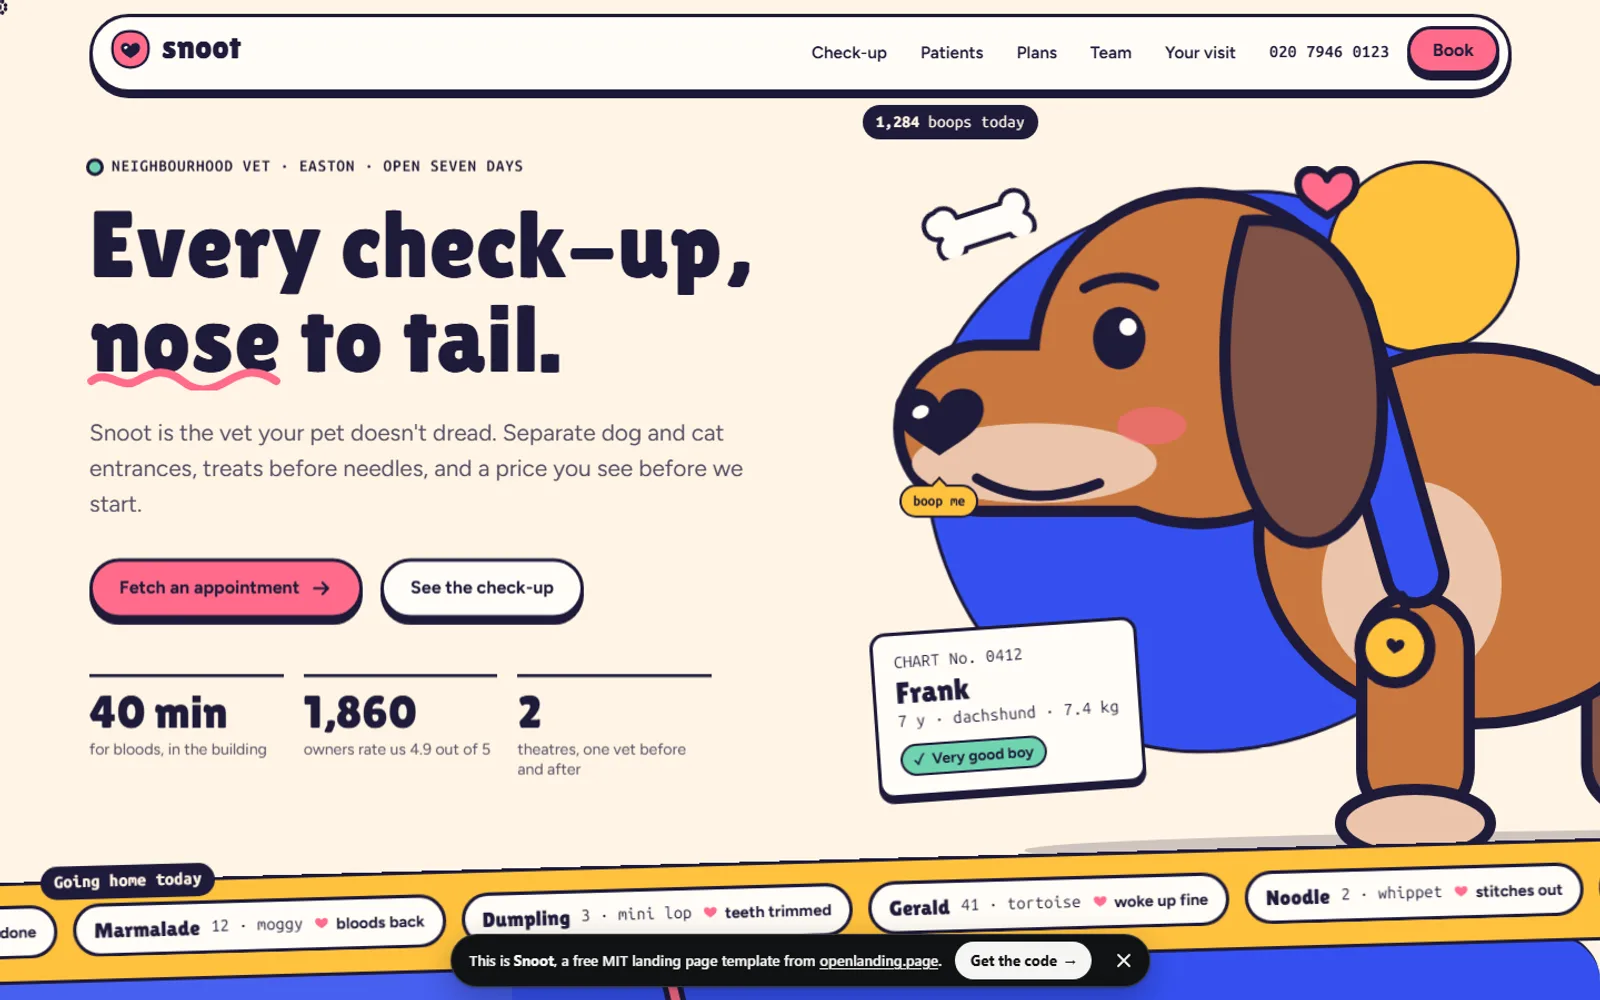 snoot
Check-up
Patients
Plans
Team
Your visit
020 7946 0123
Book
1,284 boops today
NEIGHBOURHOOD VET · EASTON · OPEN SEVEN DAYS
Every check-up,
nose to tail.
Snoot is the vet your pet doesn't dread. Separate dog and cat
entrances, treats before needles, and a price you see before we
start.
Fetch an appointment →
See the check-up
boop me
40 min
for bloods, in the building
1,860
owners rate us 4.9 out of 5
2
theatres, one vet before
and after
CHART No. 0412
Frank
7 y · dachshund · 7.4 kg
✓ Very good boy
Going home today
done
Marmalade 12 · moggy ♥ bloods back
Dumpling 3 · mini lop ♥ teeth trimmed
Gerald 41 · tortoise ♥ woke up fine
Noodle 2 · whippet ♥ stitches out
This is Snoot, a free MIT landing page template from openlanding.page.
Get the code →